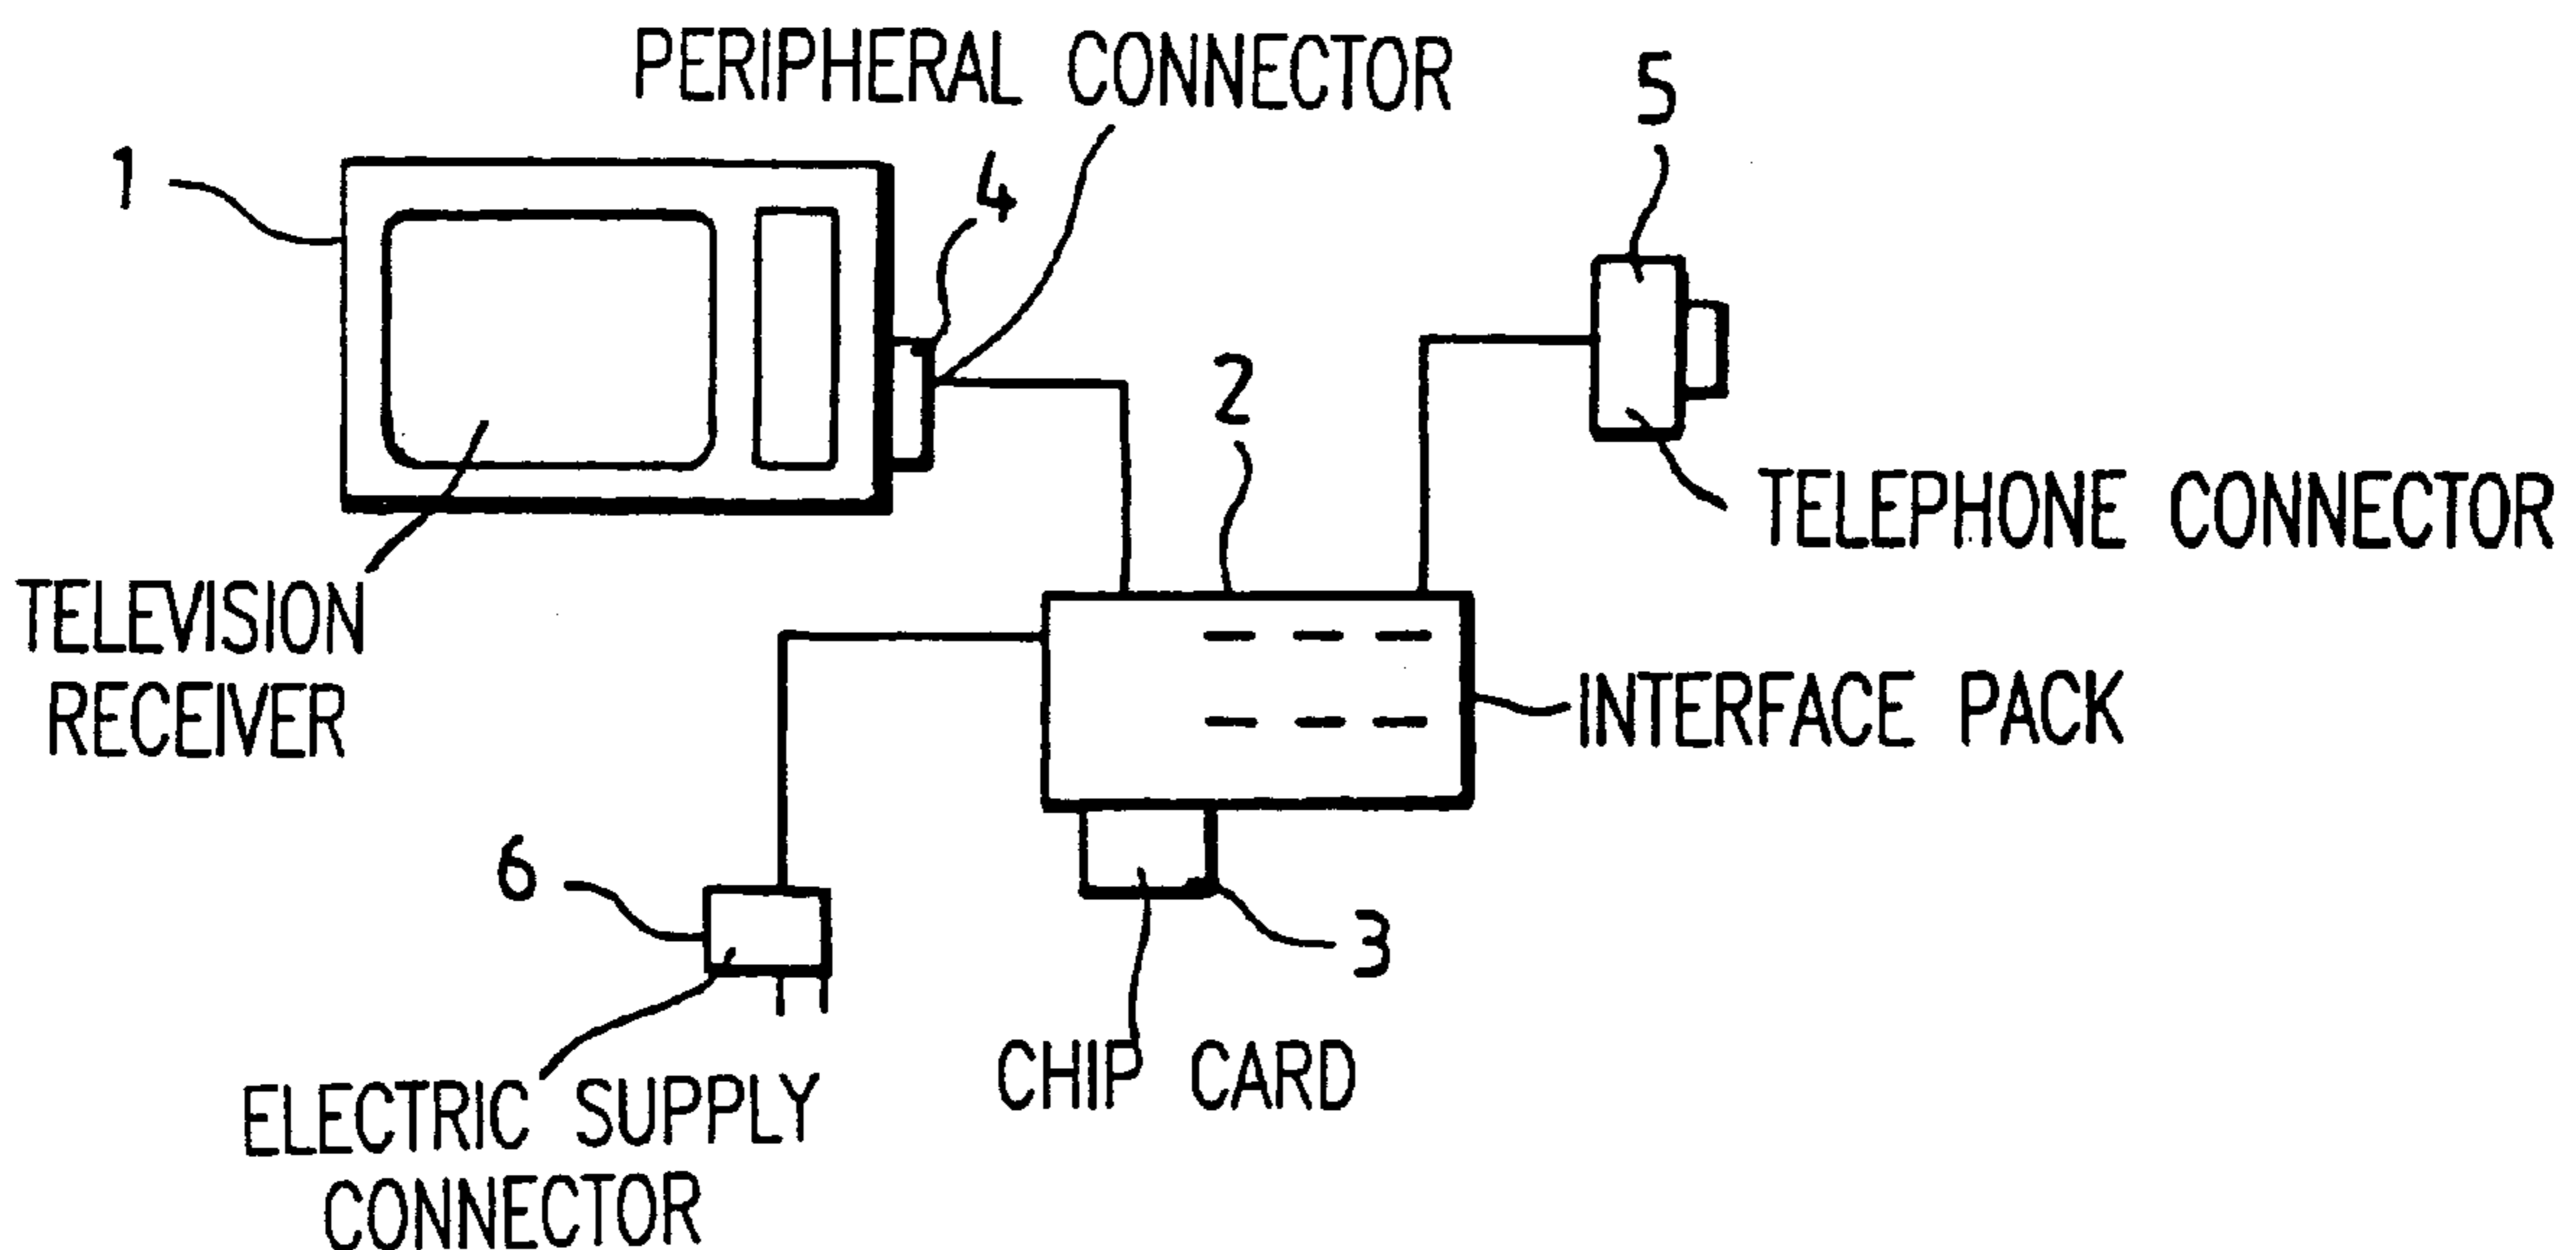 PERIPHERAL CONNECTOR
5
1
4
2
TELEPHONE CONNECTOR
TELEVISION
RECEIVER
INTERFACE PACK
6
3
CHIP CARD
ELECTRIC SUPPLY
CONNECTOR